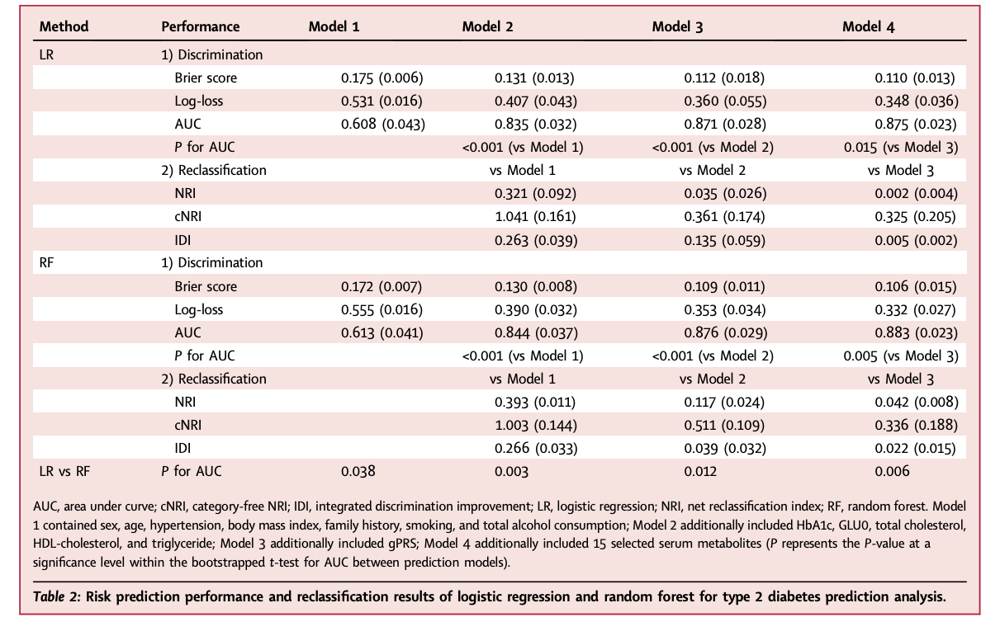 Method Performance Model 1 Model 2 Model 3 Model 4
LR 1) Discrimination
Brier score 0.175 (0.006) 0.131 (0.013) 0.112 (0.018) 0.110 (0.013)
Log-loss 0.531 (0.016) 0.407 (0.043) 0.360 (0.055) 0.348 (0.036)
AUC 0.608 (0.043) 0.835 (0.032) 0.871 (0.028) 0.875 (0.023)
P for AUC <0.001 (vs Model 1) <0.001 (vs Model 2) 0.015 (vs Model 3)
2) Reclassification vs Model 1 vs Model 2 vs Model 3
NRI 0.321 (0.092) 0.035 (0.026) 0.002 (0.004)
cNRI 1.041 (0.161) 0.361 (0.174) 0.325 (0.205)
IDI 0.263 (0.039) 0.135 (0.059) 0.005 (0.002)
RF 1) Discrimination
Brier score 0.172 (0.007) 0.130 (0.008) 0.109 (0.011) 0.106 (0.015)
Log-loss 0.555 (0.016) 0.390 (0.032) 0.353 (0.034) 0.332 (0.027)
AUC 0.613 (0.041) 0.844 (0.037) 0.876 (0.029) 0.883 (0.023)
P for AUC <0.001 (vs Model 1) <0.001 (vs Model 2) 0.005 (vs Model 3)
2) Reclassification vs Model 1 vs Model 2 vs Model 3
NRI 0.393 (0.011) 0.117 (0.024) 0.042 (0.008)
cNRI 1.003 (0.144) 0.511 (0.109) 0.336 (0.188)
IDI 0.266 (0.033) 0.039 (0.032) 0.022 (0.015)
LR vs RF P for AUC 0.038 0.003 0.012 0.006
AUC, area under curve; cNRI, category-free NRI; IDI, integrated discrimination improvement; LR, logistic regression; NRI, net reclassification index; RF, random forest. Model
1 contained sex, age, hypertension, body mass index, family history, smoking, and total alcohol consumption; Model 2 additionally included HbA1c, GLU0, total cholesterol,
HDL-cholesterol, and triglyceride; Model 3 additionally included gPRS; Model 4 additionally included 15 selected serum metabolites (P represents the P-value at a
significance level within the bootstrapped t-test for AUC between prediction models).
Table 2: Risk prediction performance and reclassification results of logistic regression and random forest for type 2 diabetes prediction analysis.